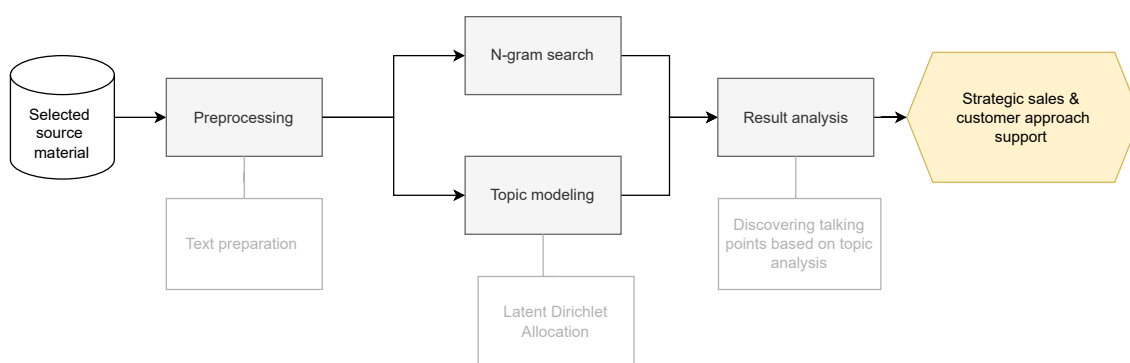 Selected
source
material
Preprocessing
Text preparation
N-gram search
Topic modeling
Latent Dirichlet
Allocation
Result analysis
Discovering talking
points based on topic
analysis
Strategic sales &
customer approach
support